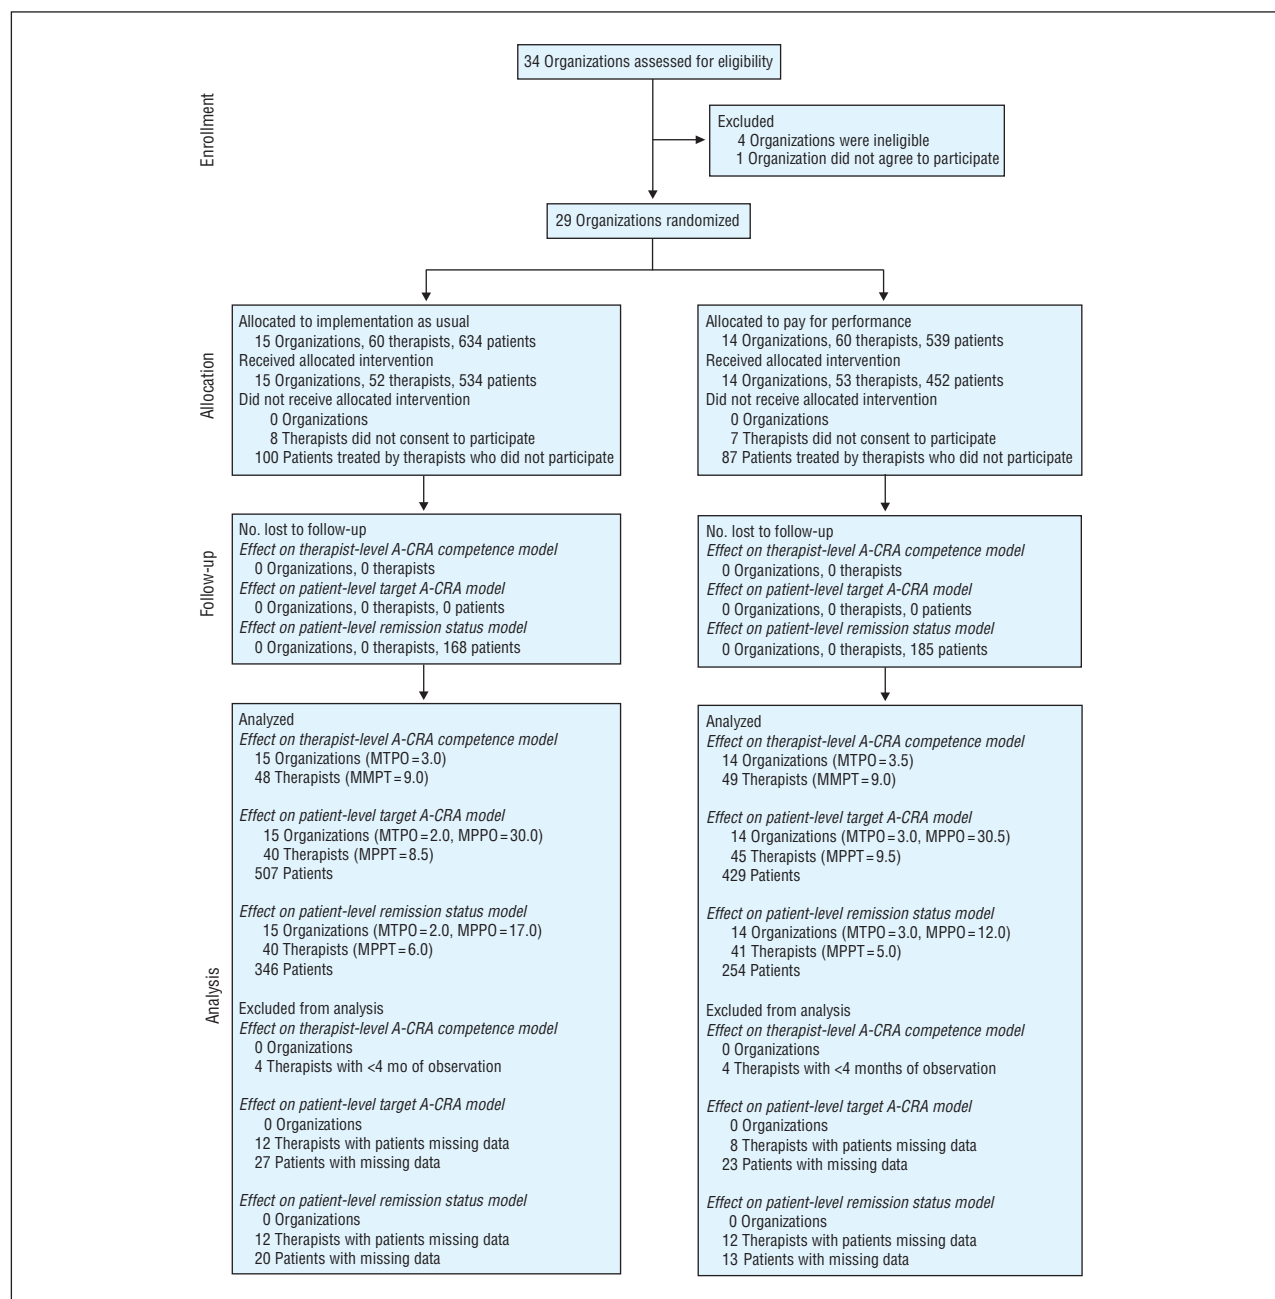 34 Organizations assessed for eligibility
Enrollment
Excluded
4 Organizations were ineligible
1 Organization did not agree to participate
29 Organizations randomized
Allocation
Allocated to implementation as usual
15 Organizations, 60 therapists, 634 patients
Received allocated intervention
15 Organizations, 52 therapists, 534 patients
Did not receive allocated intervention
0 Organizations
8 Therapists did not consent to participate
100 Patients treated by therapists who did not participate
Allocated to pay for performance
14 Organizations, 60 therapists, 539 patients
Received allocated intervention
14 Organizations, 53 therapists, 452 patients
Did not receive allocated intervention
0 Organizations
7 Therapists did not consent to participate
87 Patients treated by therapists who did not participate
Follow-up
No. lost to follow-up
Effect on therapist-level A-CRA competence model
0 Organizations, 0 therapists
Effect on patient-level target A-CRA model
0 Organizations, 0 therapists, 0 patients
Effect on patient-level remission status model
0 Organizations, 0 therapists, 168 patients
No. lost to follow-up
Effect on therapist-level A-CRA competence model
0 Organizations, 0 therapists
Effect on patient-level target A-CRA model
0 Organizations, 0 therapists, 0 patients
Effect on patient-level remission status model
0 Organizations, 0 therapists, 185 patients
Analysis
Analyzed
Effect on therapist-level A-CRA competence model
15 Organizations (MTPO = 3.0)
48 Therapists (MMPT = 9.0)
Effect on patient-level target A-CRA model
15 Organizations (MTPO = 2.0, MPPO = 30.0)
40 Therapists (MPPT = 8.5)
507 Patients
Effect on patient-level remission status model
15 Organizations (MTPO = 2.0, MPPO = 17.0)
40 Therapists (MPPT = 6.0)
346 Patients
Excluded from analysis
Effect on therapist-level A-CRA competence model
0 Organizations
4 Therapists with <4 mo of observation
Effect on patient-level target A-CRA model
0 Organizations
12 Therapists with patients missing data
27 Patients with missing data
Effect on patient-level remission status model
0 Organizations
12 Therapists with patients missing data
20 Patients with missing data
Analyzed
Effect on therapist-level A-CRA competence model
14 Organizations (MTPO = 3.5)
49 Therapists (MMPT = 9.0)
Effect on patient-level target A-CRA model
14 Organizations (MTPO = 3.0, MPPO = 30.5)
45 Therapists (MPPT = 9.5)
429 Patients
Effect on patient-level remission status model
14 Organizations (MTPO = 3.0, MPPO = 12.0)
41 Therapists (MPPT = 5.0)
254 Patients
Excluded from analysis
Effect on therapist-level A-CRA competence model
0 Organizations
4 Therapists with <4 months of observation
Effect on patient-level target A-CRA model
0 Organizations
8 Therapists with patients missing data
23 Patients with missing data
Effect on patient-level remission status model
0 Organizations
12 Therapists with patients missing data
13 Patients with missing data